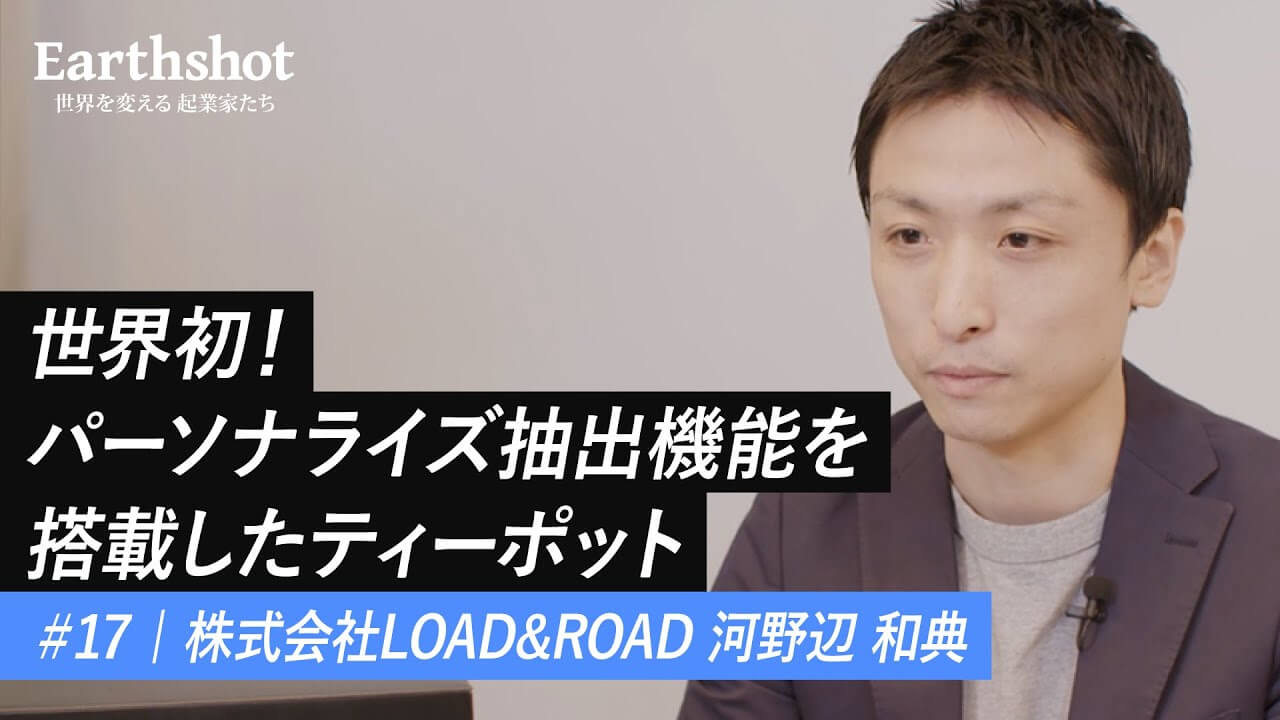 Earthshot
世界を変える 起業家たち
世界初!
パーソナライズ抽出機能を
搭載したティーポット
#17｜株式会社LOAD&ROAD 河野辺 和典